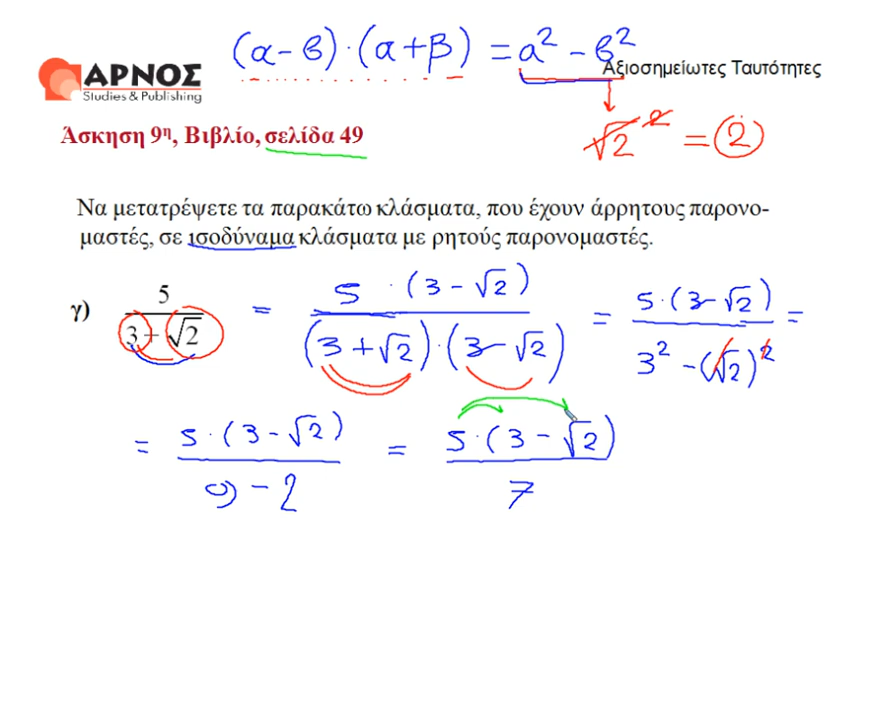 (α - β) · (α + β) = α² - β²
ΑΡΝΟΣ
Studies & Publishing
Αξιοσημείωτες Ταυτότητες
Άσκηση 9η, Βιβλίο, σελίδα 49
√2² = 2
Να μετατρέψετε τα παρακάτω κλάσματα, που έχουν άρρητους παρονο-
μαστές, σε ισοδύναμα κλάσματα με ρητούς παρονομαστές.
γ) 5 / (3 + √2) = 5 · (3 - √2) / (3 + √2) · (3 - √2) = 5 · (3 - √2) / 3² - (√2)² =
= 5 · (3 - √2) / 9 - 2 = 5 · (3 - √2) / 7